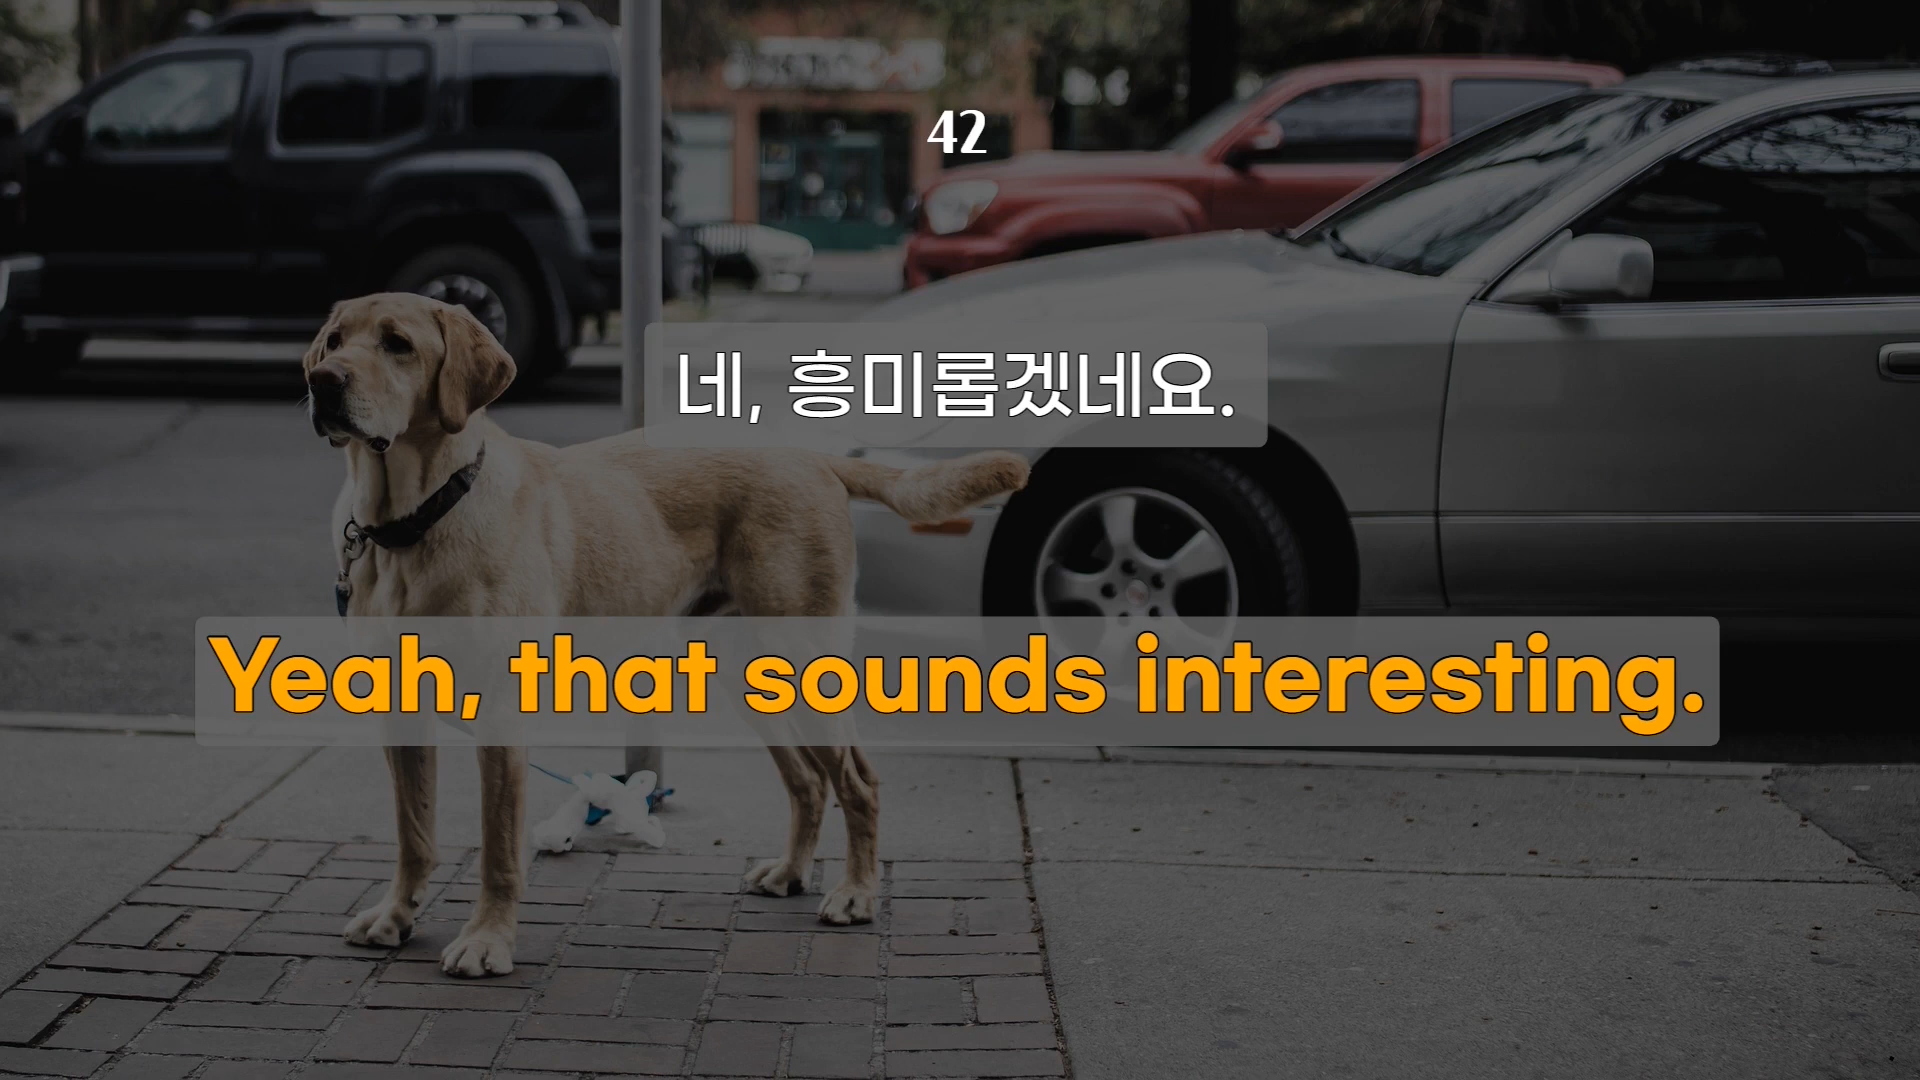 42
네, 흥미롭겠네요.
Yeah, that sounds interesting.